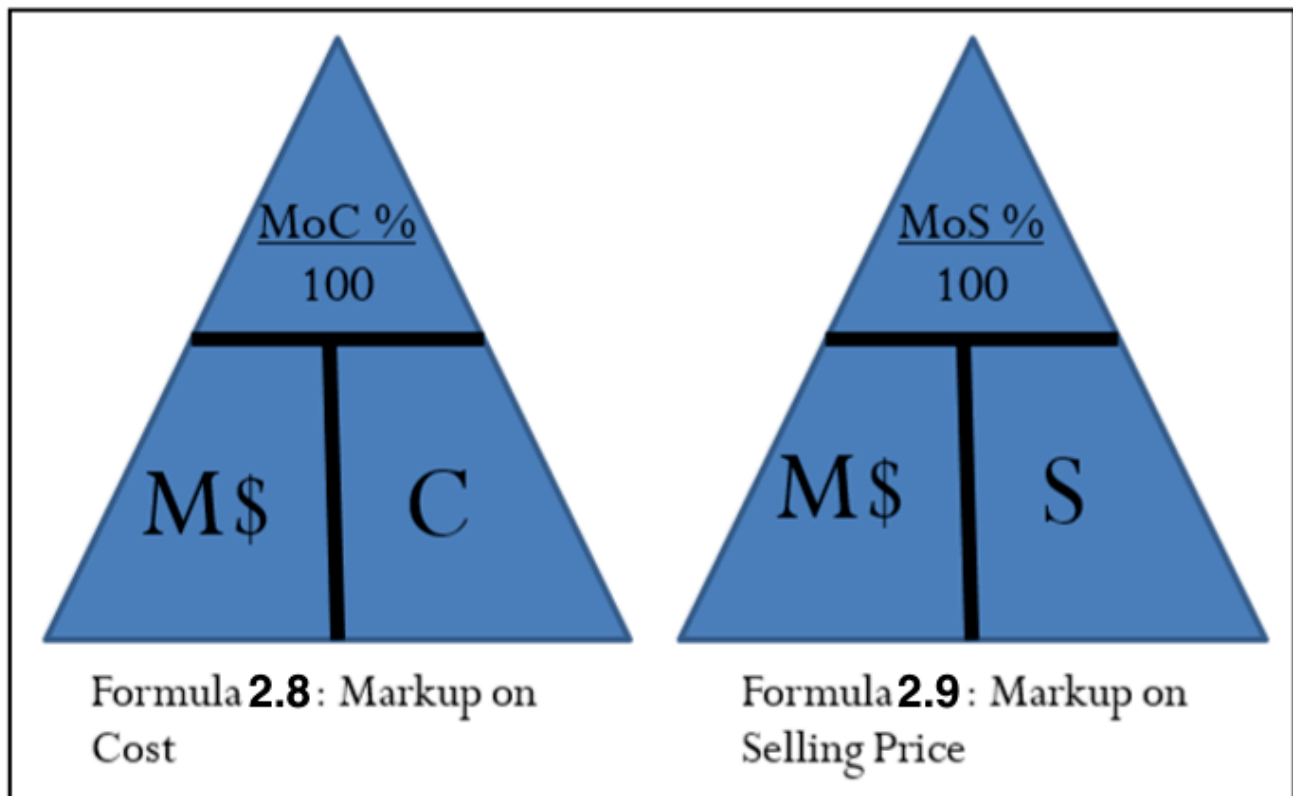 MoC %
100
M$
C
Formula 2.8: Markup on
Cost
MoS %
100
M$
S
Formula 2.9: Markup on
Selling Price